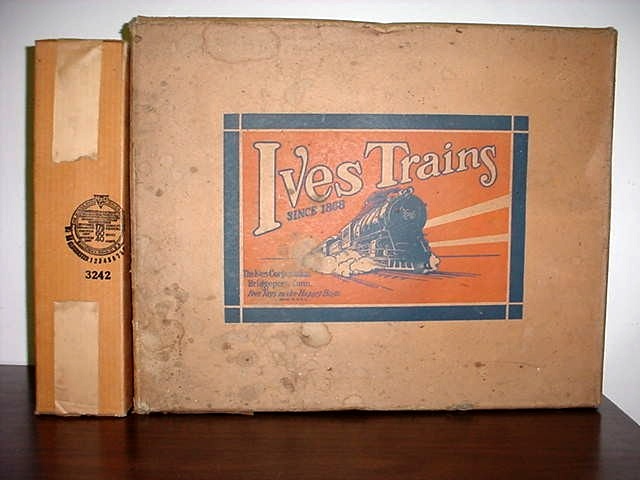 Ives Trains
SINCE 1868
The Ives Corporation
Bridgeport, Conn.
Ives Toys make Happy Boys
3242